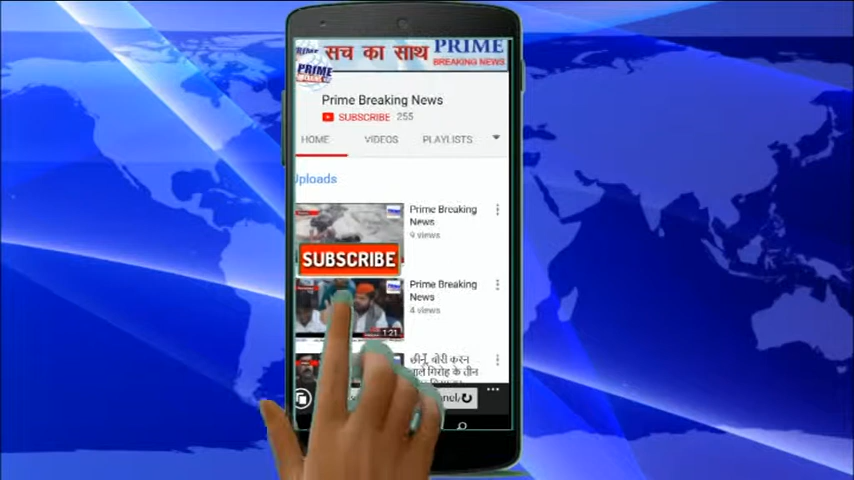 सच का साथ PRIME
BREAKING NEWS
PRIME
Prime Breaking News
SUBSCRIBE 255
HOME VIDEOS PLAYLISTS
Uploads
Prime Breaking
News
9 views
SUBSCRIBE
Prime Breaking
News
4 views
1:21
चोरी करन
वाले गिरोह के तीन